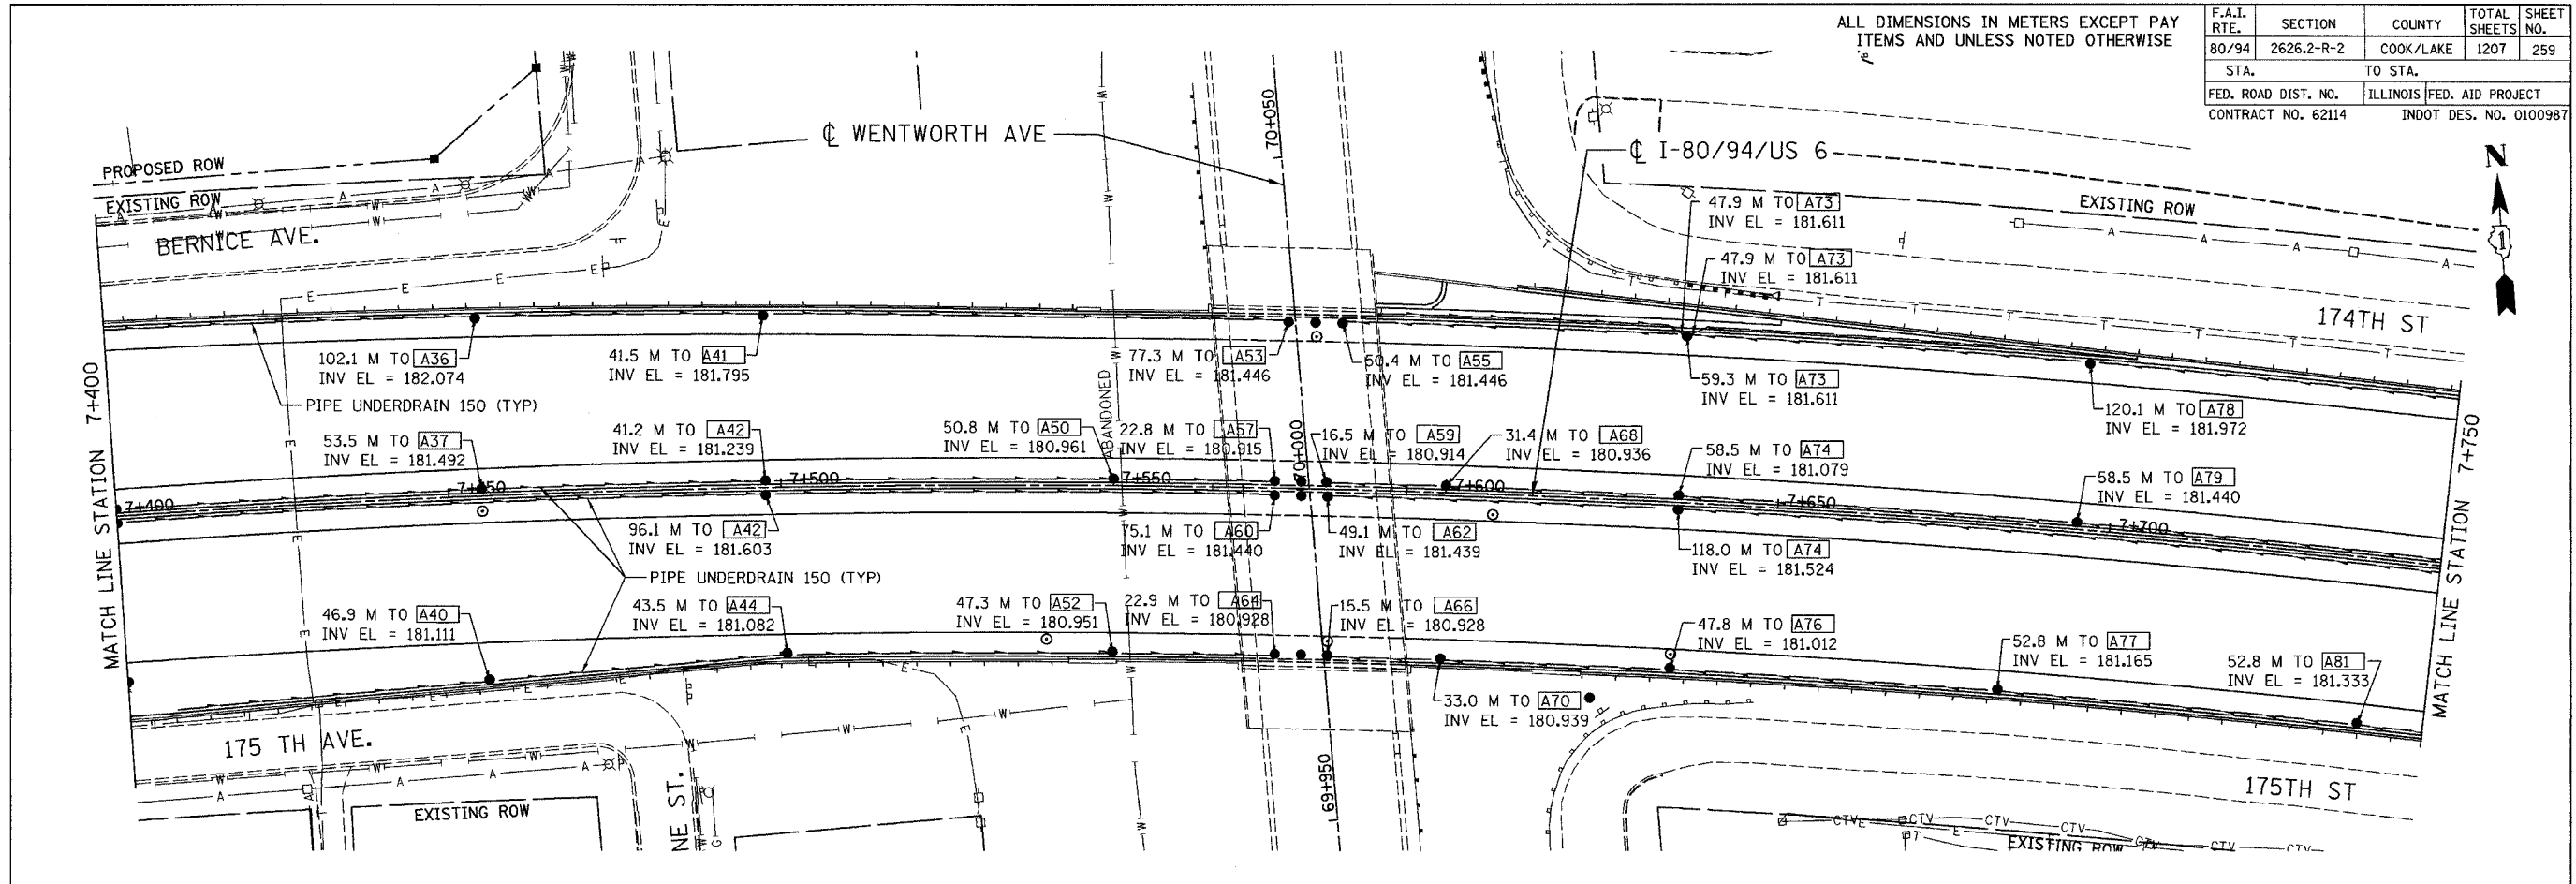 ALL DIMENSIONS IN METERS EXCEPT PAY
ITEMS AND UNLESS NOTED OTHERWISE
F.A.I. RTE. SECTION COUNTY TOTAL SHEETS SHEET NO.
80/94 2626.2-R-2 COOK/LAKE 1207 259
STA. TO STA.
FED. ROAD DIST. NO. ILLINOIS FED. AID PROJECT
CONTRACT NO. 62114 INDOT DES. NO. 0100987
N
1
PROPOSED ROW
EXISTING ROW
BERNICE AVE.
℄ WENTWORTH AVE
70+050
℄ I-80/94/US 6
EXISTING ROW
174TH ST
47.9 M TO A73
INV EL = 181.611
47.9 M TO A73
INV EL = 181.611
102.1 M TO A36
INV EL = 182.074
41.5 M TO A41
INV EL = 181.795
77.3 M TO A53
INV EL = 181.446
60.4 M TO A55
INV EL = 181.446
59.3 M TO A73
INV EL = 181.611
120.1 M TO A78
INV EL = 181.972
PIPE UNDERDRAIN 150 (TYP)
MATCH LINE STATION 7+400
ABANDONED
53.5 M TO A37
INV EL = 181.492
41.2 M TO A42
INV EL = 181.239
50.8 M TO A50
INV EL = 180.961
22.8 M TO A57
INV EL = 180.915
70+000
16.5 M TO A59
INV EL = 180.914
31.4 M TO A68
INV EL = 180.936
58.5 M TO A74
INV EL = 181.079
58.5 M TO A79
INV EL = 181.440
MATCH LINE STATION 7+750
7+400
7+450
7+500
7+550
7+600
7+650
7+700
96.1 M TO A42
INV EL = 181.603
75.1 M TO A60
INV EL = 181.440
49.1 M TO A62
INV EL = 181.439
118.0 M TO A74
INV EL = 181.524
PIPE UNDERDRAIN 150 (TYP)
46.9 M TO A40
INV EL = 181.111
43.5 M TO A44
INV EL = 181.082
47.3 M TO A52
INV EL = 180.951
22.9 M TO A64
INV EL = 180.928
15.5 M TO A66
INV EL = 180.928
47.8 M TO A76
INV EL = 181.012
52.8 M TO A77
INV EL = 181.165
52.8 M TO A81
INV EL = 181.333
33.0 M TO A70
INV EL = 180.939
175 TH AVE.
EXISTING ROW
NE ST.
69+950
175TH ST
EXISTING ROW